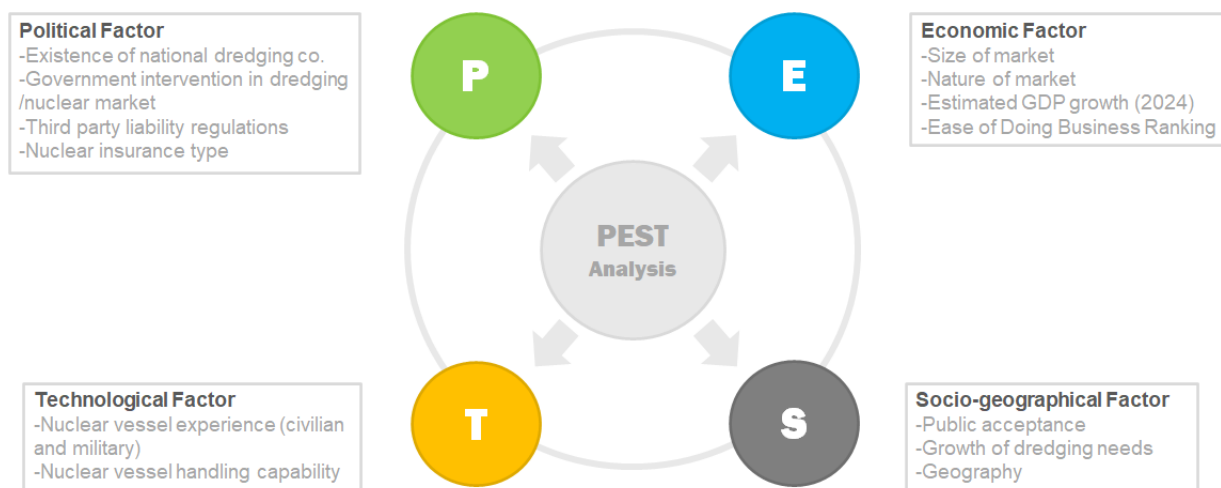 Political Factor
-Existence of national dredging co.
-Government intervention in dredging
/nuclear market
-Third party liability regulations
-Nuclear insurance type
P
E
Economic Factor
-Size of market
-Nature of market
-Estimated GDP growth (2024)
-Ease of Doing Business Ranking
PEST
Analysis
Technological Factor
-Nuclear vessel experience (civilian
and military)
-Nuclear vessel handling capability
T
S
Socio-geographical Factor
-Public acceptance
-Growth of dredging needs
-Geography